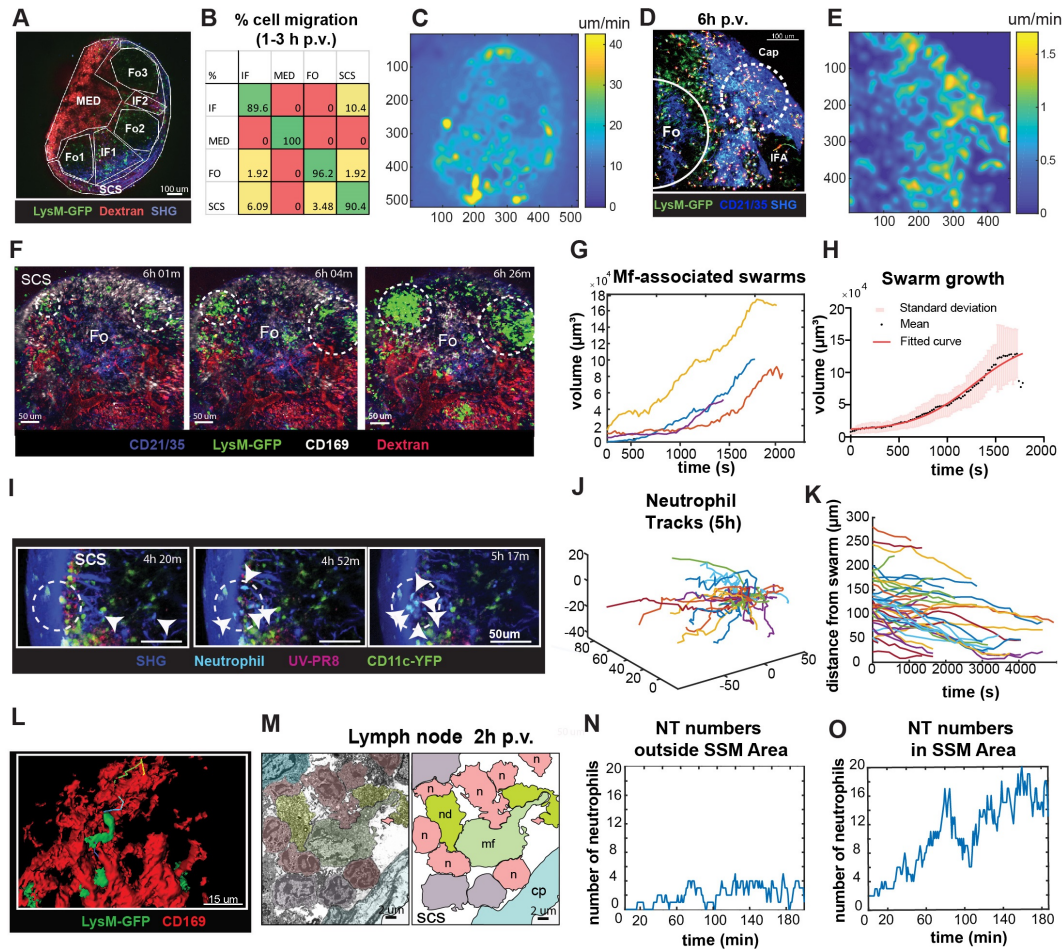 A
Fo3
MED
IF2
Fo2
Fo1
IF1
SCS
100 um
LysM-GFP Dextran SHG
B
% cell migration
(1-3 h p.v.)
% IF MED FO SCS
IF 89.6 0 0 10.4
MED 0 100 0 0
FO 1.92 0 96.2 1.92
SCS 6.09 0 3.48 90.4
C
um/min
100
200
300
400
500
100 200 300 400 500
40
30
20
10
0
D
6h p.v.
100 um
Cap
Fo
IFA
LysM-GFP CD21/35 SHG
E
um/min
100
200
300
400
100 200 300 400
1.5
1
0.5
0
F
SCS
6h 01m
Fo
50 um
6h 04m
Fo
50 um
6h 26m
Fo
50 um
CD21/35 LysM-GFP CD169 Dextran
G
Mf-associated swarms
×10⁴
volume (µm³)
18
16
14
12
10
8
6
4
2
0
0 500 1000 1500 2000
time (s)
H
Swarm growth
×10⁴
volume (µm³)
20
15
10
5
0
Standard deviation
Mean
Fitted curve
0 500 1000 1500 2000
time (s)
I
SCS
4h 20m
4h 52m
5h 17m
50um
SHG Neutrophil UV-PR8 CD11c-YFP
J
Neutrophil
Tracks (5h)
20
0
-20
-40
80
60
40
20
0
-50
0
50
K
distance from swarm (µm)
300
250
200
150
100
50
0
0 1000 2000 3000 4000
time (s)
L
15 um
LysM-GFP CD169
M
Lymph node 2h p.v.
2 um
n
n
n
nd
n
mf
n
n
n
cp
SCS
2 um
N
NT numbers
outside SSM Area
number of neutrophils
20
16
12
8
4
0
20 60 100 140 180
time (min)
O
NT numbers
in SSM Area
number of neutrophils
20
16
12
8
4
0
20 60 100 140 180
time (min)